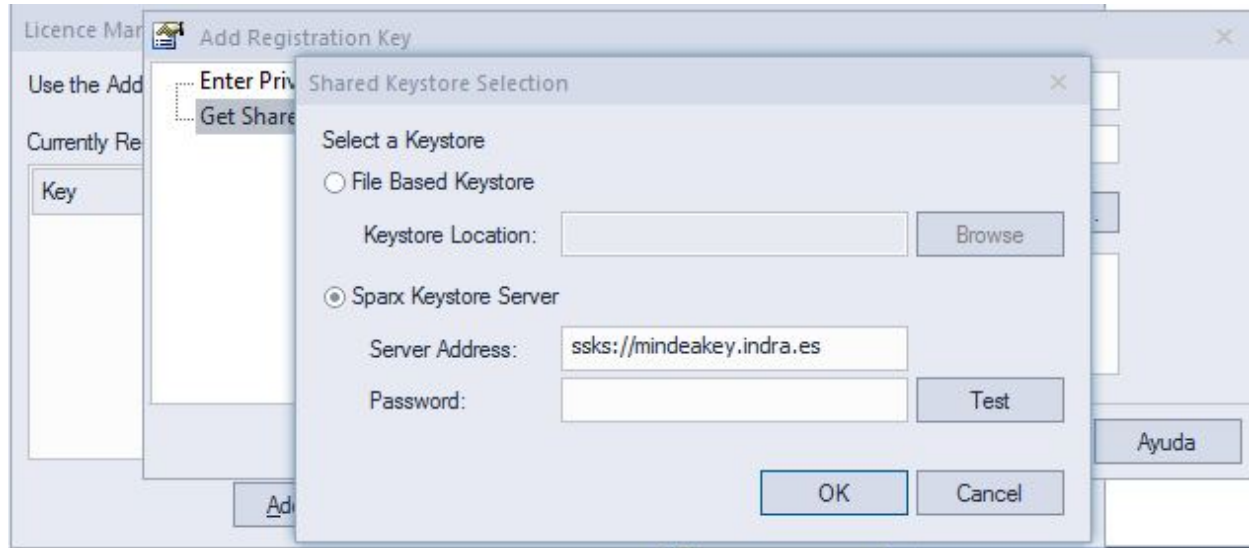 Licence Mar
Add Registration Key
Use the Add
Enter Priv
Get Share
Currently Re
Key
Shared Keystore Selection
Select a Keystore
File Based Keystore
Keystore Location:
Browse
Sparx Keystore Server
Server Address:
ssks://mindeakey.indra.es
Password:
Test
OK
Cancel
Ayuda
Ad